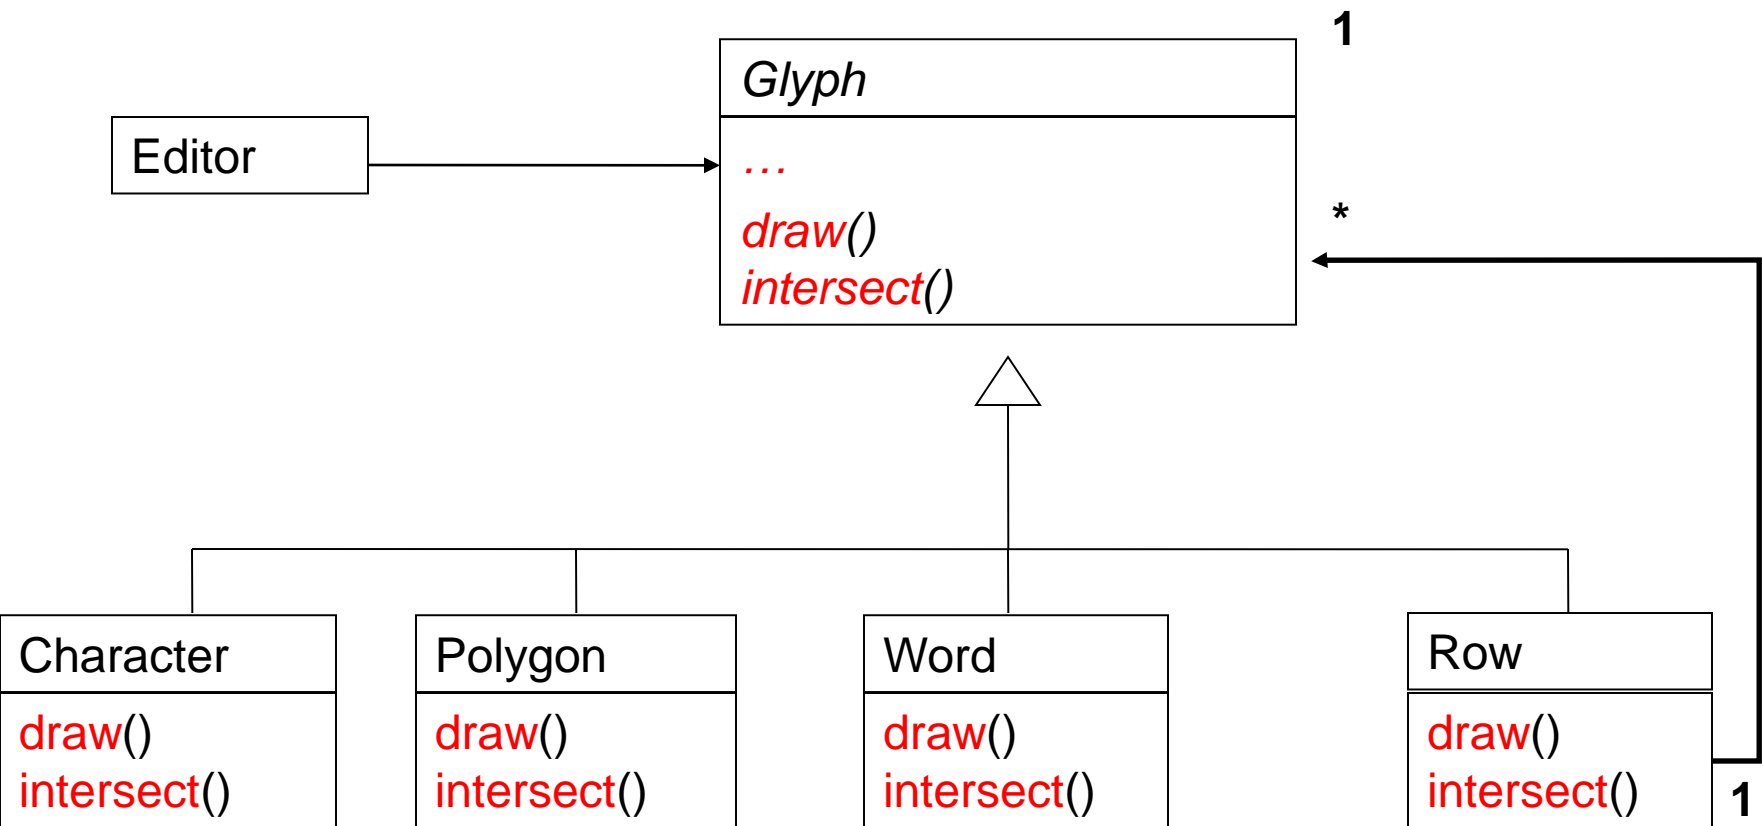 1
Glyph
Editor
…
draw()
intersect()
*
Character
Polygon
Word
Row
draw()
intersect()
draw()
intersect()
draw()
intersect()
draw()
intersect()
1